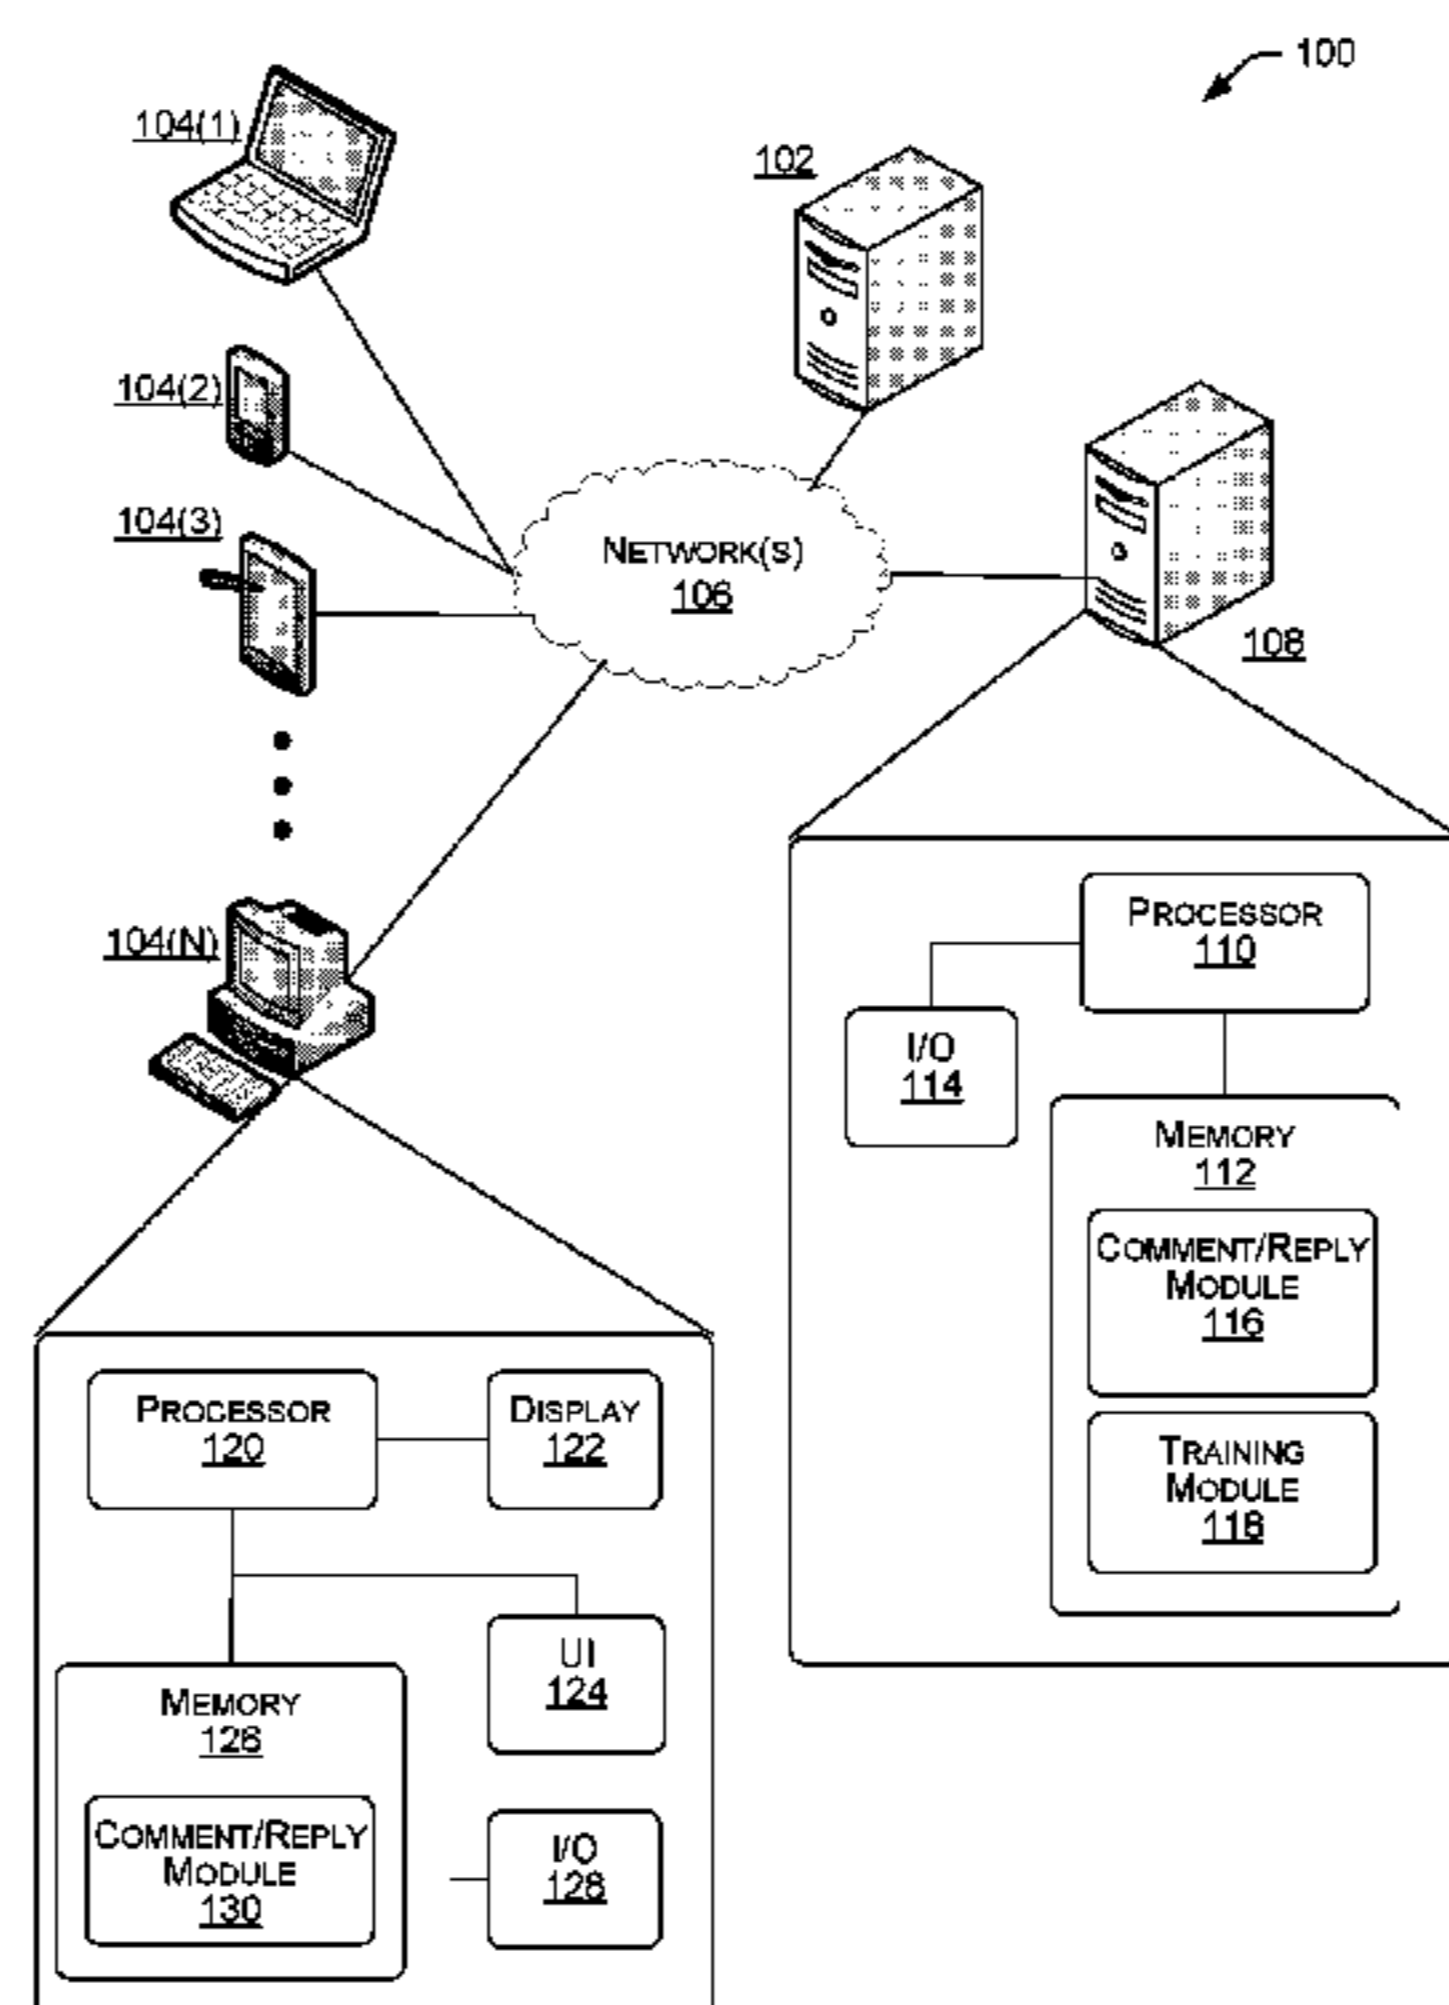 100
104(1)
102
104(2)
104(3)
NETWORK(S)
106
108
104(N)
PROCESSOR
110
I/O
114
MEMORY
112
COMMENT/REPLY
MODULE
116
TRAINING
MODULE
118
PROCESSOR
120
DISPLAY
122
UI
124
MEMORY
126
COMMENT/REPLY
MODULE
130
I/O
128